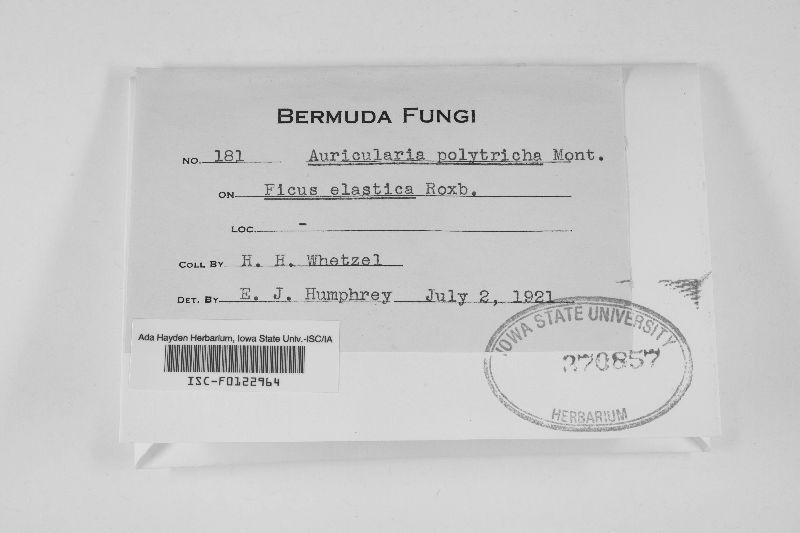 BERMUDA FUNGI
NO. 181 Auricularia polytricha Mont.
ON Ficus elastica Roxb.
LOC. -
COLL BY H. H. Whetzel
DET. BY E. J. Humphrey July 2, 1921
Ada Hayden Herbarium, Iowa State Univ.-ISC/IA
ISC-F0122964
IOWA STATE UNIVERSITY
270857
HERBARIUM